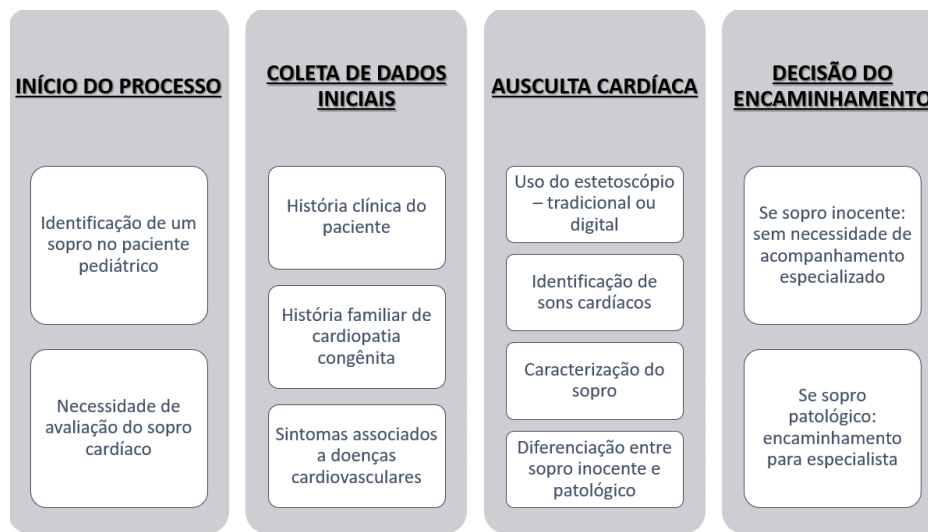 INÍCIO DO PROCESSO
Identificação de um
sopro no paciente
pediátrico
Necessidade de
avaliação do sopro
cardíaco
COLETA DE DADOS
INICIAIS
História clínica do
paciente
História familiar de
cardiopatia
congênita
Sintomas associados
a doenças
cardiovasculares
AUSCULTA CARDÍACA
Uso do estetoscópio
– tradicional ou
digital
Identificação de
sons cardíacos
Caracterização do
sopro
Diferenciação entre
sopro inocente e
patológico
DECISÃO DO
ENCAMINHAMENTO
Se sopro inocente:
sem necessidade de
acompanhamento
especializado
Se sopro
patológico:
encaminhamento
para especialista